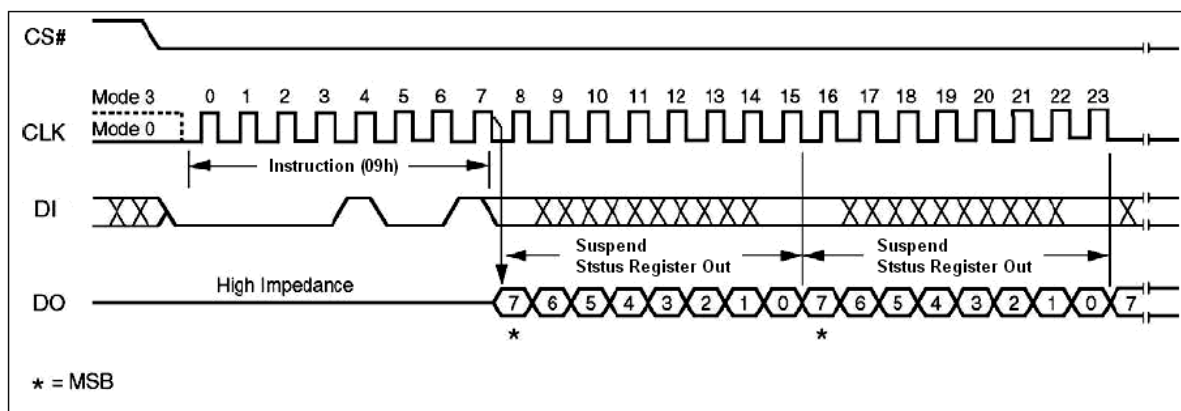 CS#
Mode 3 0 1 2 3 4 5 6 7 8 9 10 11 12 13 14 15 16 17 18 19 20 21 22 23
CLK Mode 0
Instruction (09h)
DI
Suspend Suspend
Ststus Register Out Ststus Register Out
High Impedance
DO 7 6 5 4 3 2 1 0 7 6 5 4 3 2 1 0 7
* *
* = MSB